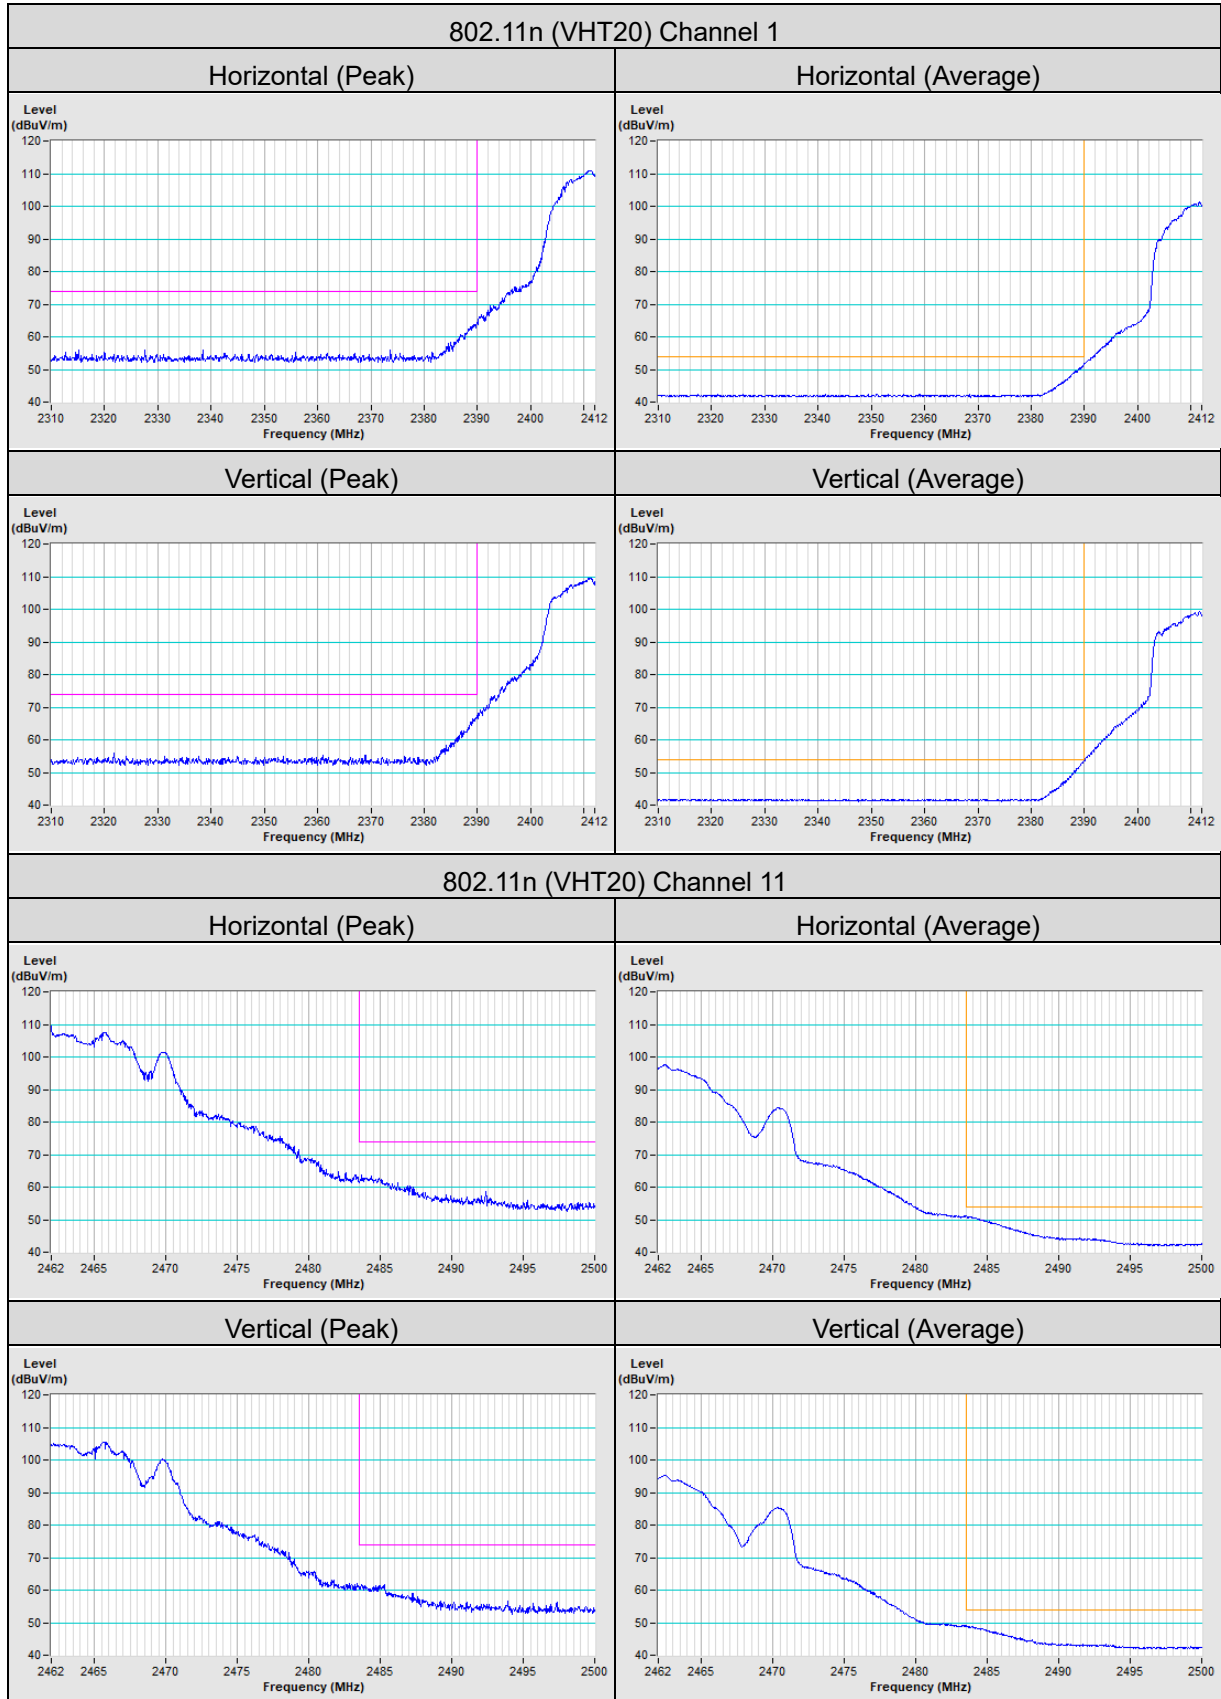 802.11n (VHT20) Channel 1
Horizontal (Peak)
Horizontal (Average)
Level
(dBuV/m)
120
110
100
90
80
70
60
50
40
2310 2320 2330 2340 2350 2360 2370 2380 2390 2400 2412
Frequency (MHz)
Level
(dBuV/m)
120
110
100
90
80
70
60
50
40
2310 2320 2330 2340 2350 2360 2370 2380 2390 2400 2412
Frequency (MHz)
Vertical (Peak)
Vertical (Average)
Level
(dBuV/m)
120
110
100
90
80
70
60
50
40
2310 2320 2330 2340 2350 2360 2370 2380 2390 2400 2412
Frequency (MHz)
Level
(dBuV/m)
120
110
100
90
80
70
60
50
40
2310 2320 2330 2340 2350 2360 2370 2380 2390 2400 2412
Frequency (MHz)
802.11n (VHT20) Channel 11
Horizontal (Peak)
Horizontal (Average)
Level
(dBuV/m)
120
110
100
90
80
70
60
50
40
2462 2465 2470 2475 2480 2485 2490 2495 2500
Frequency (MHz)
Level
(dBuV/m)
120
110
100
90
80
70
60
50
40
2462 2465 2470 2475 2480 2485 2490 2495 2500
Frequency (MHz)
Vertical (Peak)
Vertical (Average)
Level
(dBuV/m)
120
110
100
90
80
70
60
50
40
2462 2465 2470 2475 2480 2485 2490 2495 2500
Frequency (MHz)
Level
(dBuV/m)
120
110
100
90
80
70
60
50
40
2462 2465 2470 2475 2480 2485 2490 2495 2500
Frequency (MHz)